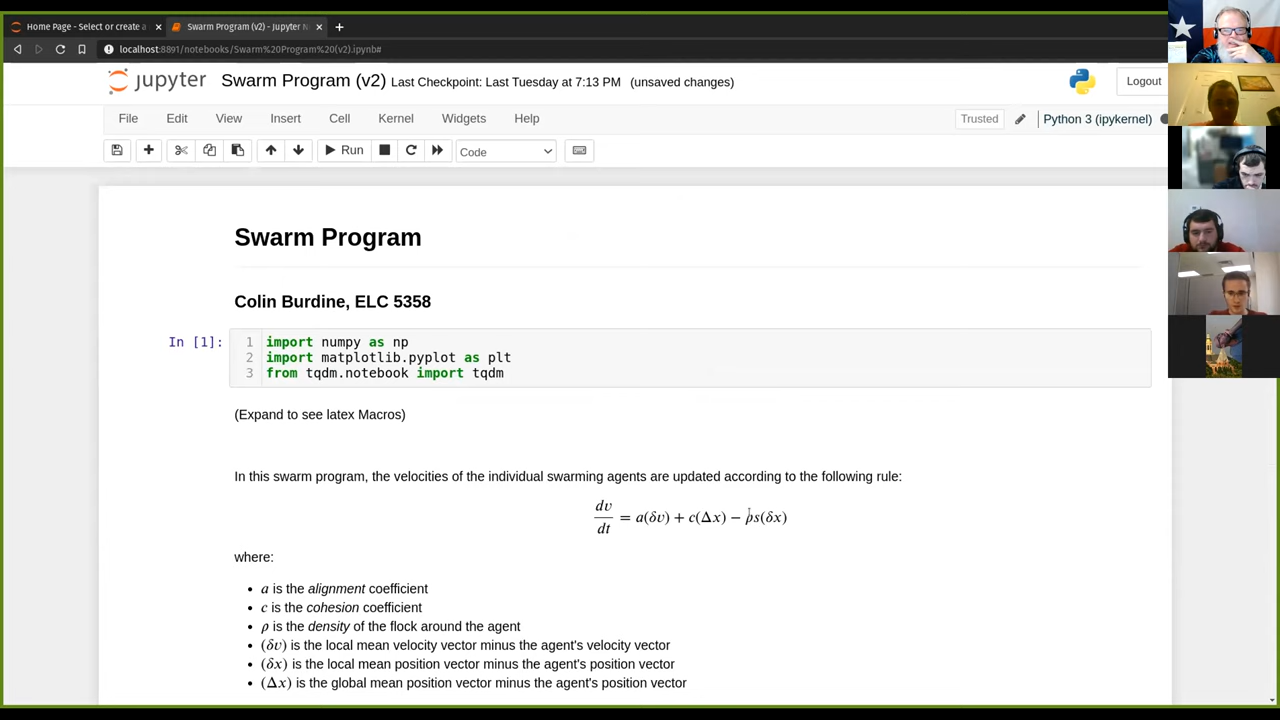 Home Page - Select or create a
Swarm Program (v2) - Jupyter N
localhost:8891/notebooks/Swarm%20Program%20(v2).ipynb#
jupyter Swarm Program (v2) Last Checkpoint: Last Tuesday at 7:13 PM (unsaved changes)
Logout
File Edit View Insert Cell Kernel Widgets Help
Trusted Python 3 (ipykernel)
Run Code
Swarm Program
Colin Burdine, ELC 5358
In [1]:
1 import numpy as np
2 import matplotlib.pyplot as plt
3 from tqdm.notebook import tqdm
(Expand to see latex Macros)
In this swarm program, the velocities of the individual swarming agents are updated according to the following rule:
dv/dt = a(δv) + c(Δx) − ρs(δx)
where:
• a is the alignment coefficient
• c is the cohesion coefficient
• ρ is the density of the flock around the agent
• (δv) is the local mean velocity vector minus the agent's velocity vector
• (δx) is the local mean position vector minus the agent's position vector
• (Δx) is the global mean position vector minus the agent's position vector